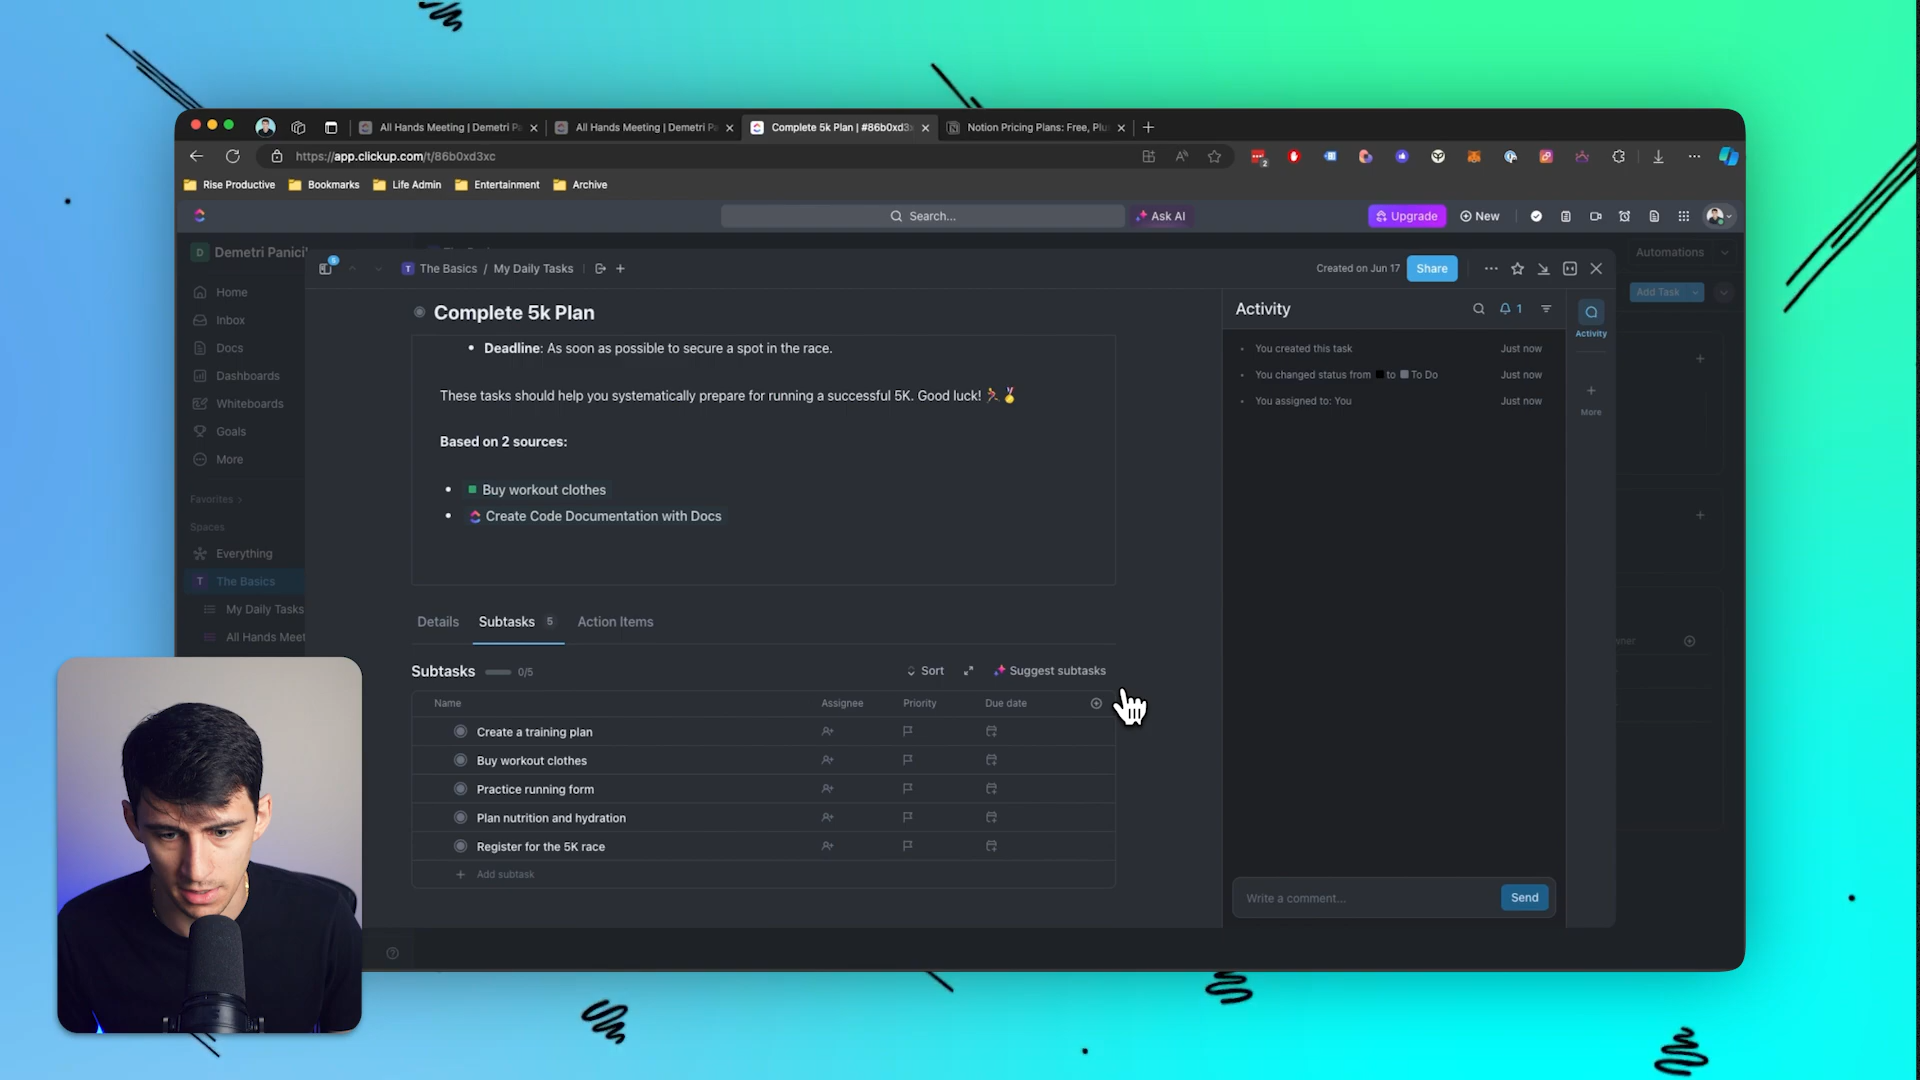 All Hands Meeting | Demetri Pa
All Hands Meeting | Demetri Pa
Complete 5k Plan | #86b0xd3x
Notion Pricing Plans: Free, Plu
https://app.clickup.com/t/86b0xd3xc
2
Rise Productive
Bookmarks
Life Admin
Entertainment
Archive
Search...
Ask AI
Upgrade
New
D
Demetri Panici
Automations
5
T
The Basics / My Daily Tasks
Created on Jun 17
Share
Add Task
Home
Inbox
Docs
Dashboards
Whiteboards
Goals
More
Favorites
Spaces
Everything
T The Basics
My Daily Tasks
All Hands Meet
Complete 5k Plan
• Deadline: As soon as possible to secure a spot in the race.
These tasks should help you systematically prepare for running a successful 5K. Good luck! 🏃🏅
Based on 2 sources:
• Buy workout clothes
• Create Code Documentation with Docs
Details
Subtasks 5
Action Items
Subtasks
0/5
Sort
Suggest subtasks
Name
Assignee
Priority
Due date
Create a training plan
Buy workout clothes
Practice running form
Plan nutrition and hydration
Register for the 5K race
+ Add subtask
Activity
1
• You created this task
Just now
• You changed status from to To Do
Just now
• You assigned to: You
Just now
Activity
More
Write a comment...
Send